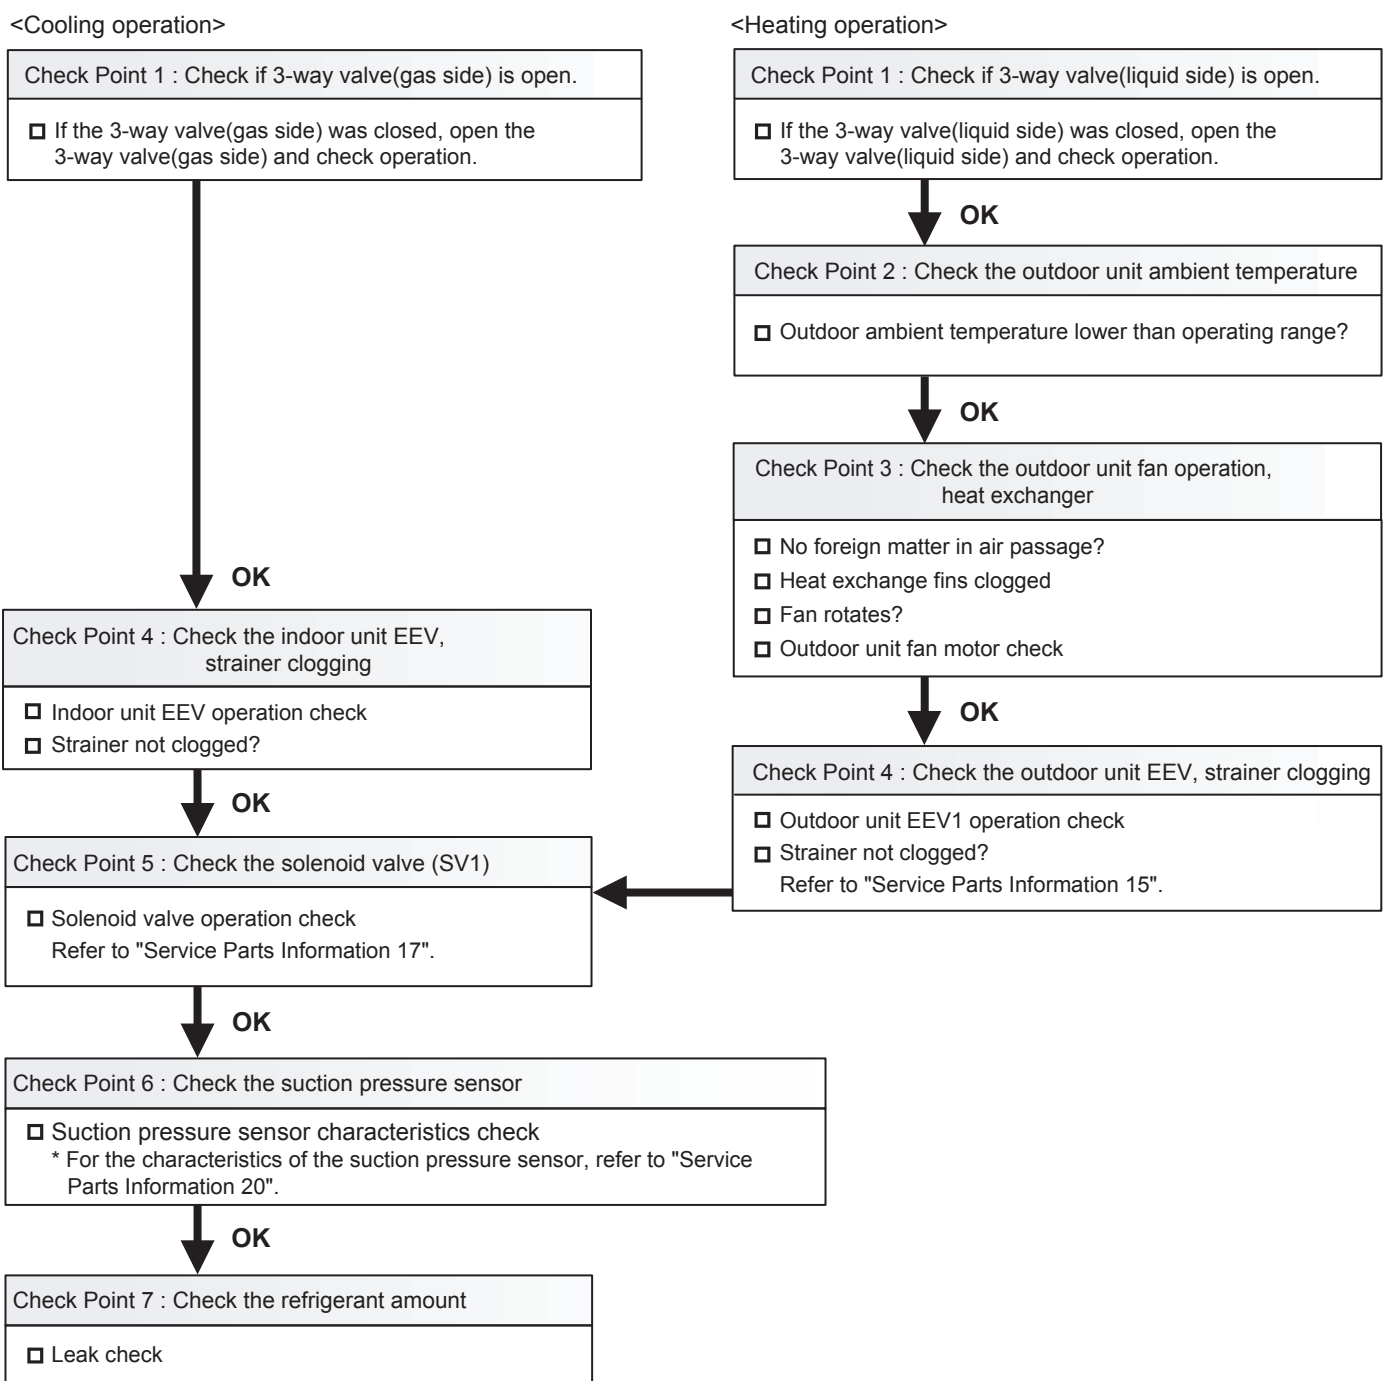 <Cooling operation>
Check Point 1 : Check if 3-way valve(gas side) is open.
If the 3-way valve(gas side) was closed, open the
3-way valve(gas side) and check operation.
OK
Check Point 4 : Check the indoor unit EEV,
strainer clogging
Indoor unit EEV operation check
Strainer not clogged?
OK
Check Point 5 : Check the solenoid valve (SV1)
Solenoid valve operation check
Refer to "Service Parts Information 17".
OK
Check Point 6 : Check the suction pressure sensor
Suction pressure sensor characteristics check
* For the characteristics of the suction pressure sensor, refer to "Service
Parts Information 20".
OK
Check Point 7 : Check the refrigerant amount
Leak check
<Heating operation>
Check Point 1 : Check if 3-way valve(liquid side) is open.
If the 3-way valve(liquid side) was closed, open the
3-way valve(liquid side) and check operation.
OK
Check Point 2 : Check the outdoor unit ambient temperature
Outdoor ambient temperature lower than operating range?
OK
Check Point 3 : Check the outdoor unit fan operation,
heat exchanger
No foreign matter in air passage?
Heat exchange fins clogged
Fan rotates?
Outdoor unit fan motor check
OK
Check Point 4 : Check the outdoor unit EEV, strainer clogging
Outdoor unit EEV1 operation check
Strainer not clogged?
Refer to "Service Parts Information 15".